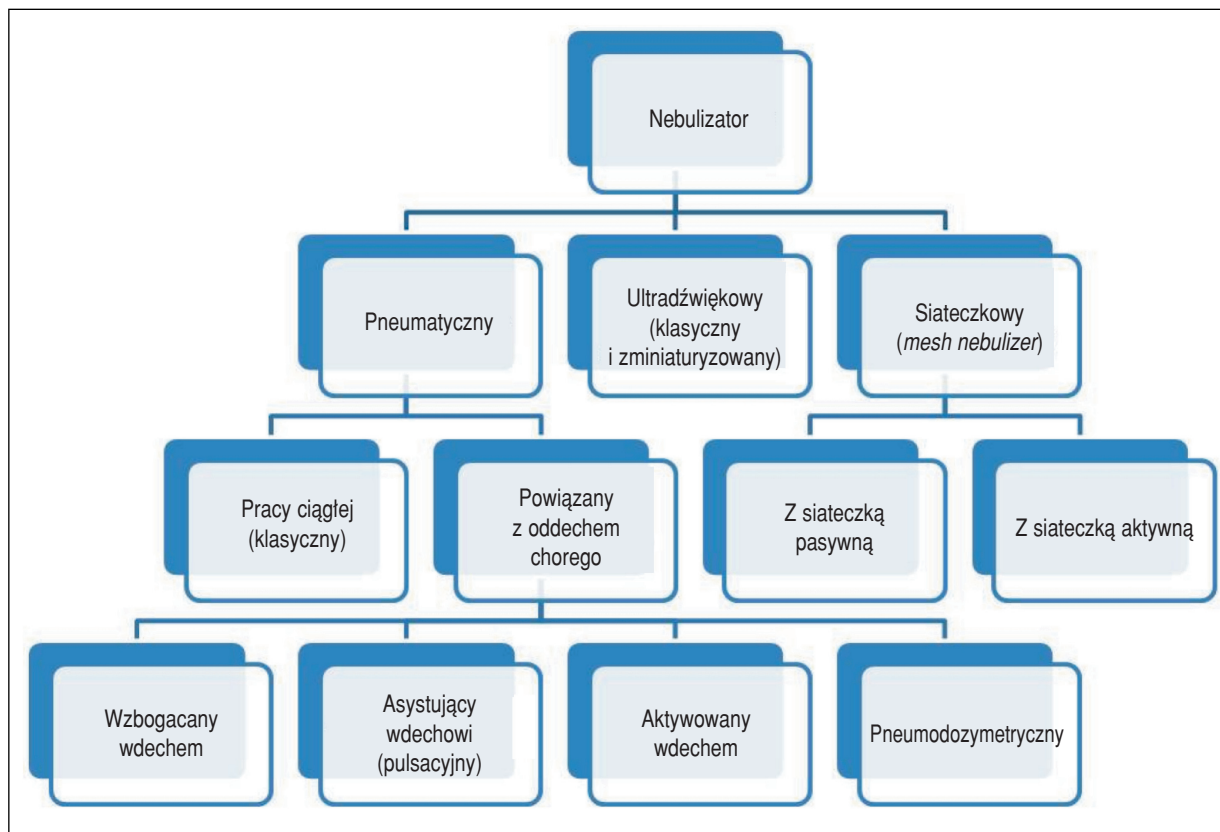 Nebulizator
Pneumatyczny
Ultradźwiękowy
(klasyczny
i zminiaturyzowany)
Siateczkowy
(mesh nebulizer)
Pracy ciągłej
(klasyczny)
Powiązany
z oddechem
chorego
Z siateczką
pasywną
Z siateczką aktywną
Wzbogacany
wdechem
Asystujący
wdechowi
(pulsacyjny)
Aktywowany
wdechem
Pneumodozymetryczny